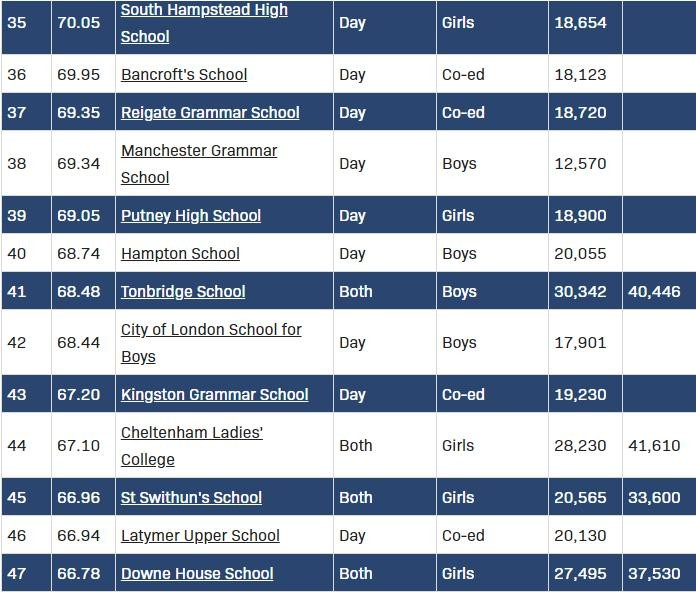 35 70.05 South Hampstead High School Day Girls 18,654
36 69.95 Bancroft's School Day Co-ed 18,123
37 69.35 Reigate Grammar School Day Co-ed 18,720
38 69.34 Manchester Grammar School Day Boys 12,570
39 69.05 Putney High School Day Girls 18,900
40 68.74 Hampton School Day Boys 20,055
41 68.48 Tonbridge School Both Boys 30,342 40,446
42 68.44 City of London School for Boys Day Boys 17,901
43 67.20 Kingston Grammar School Day Co-ed 19,230
44 67.10 Cheltenham Ladies' College Both Girls 28,230 41,610
45 66.96 St Swithun's School Both Girls 20,565 33,600
46 66.94 Latymer Upper School Day Co-ed 20,130
47 66.78 Downe House School Both Girls 27,495 37,530